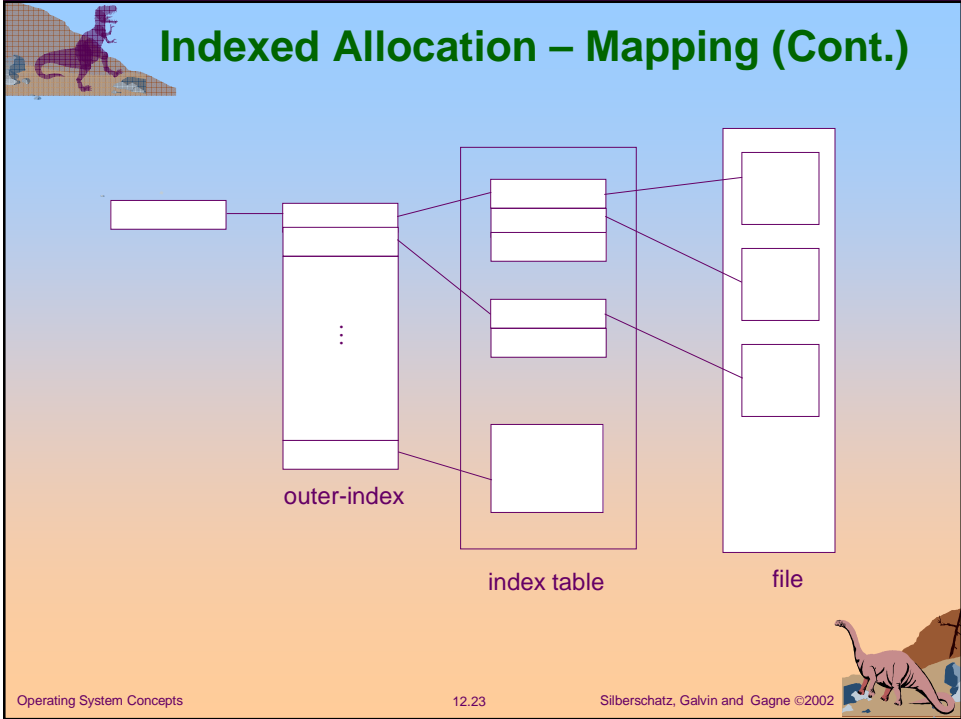 Indexed Allocation – Mapping (Cont.)
⋮
outer-index
index table
file
Operating System Concepts
12.23
Silberschatz, Galvin and Gagne ©2002